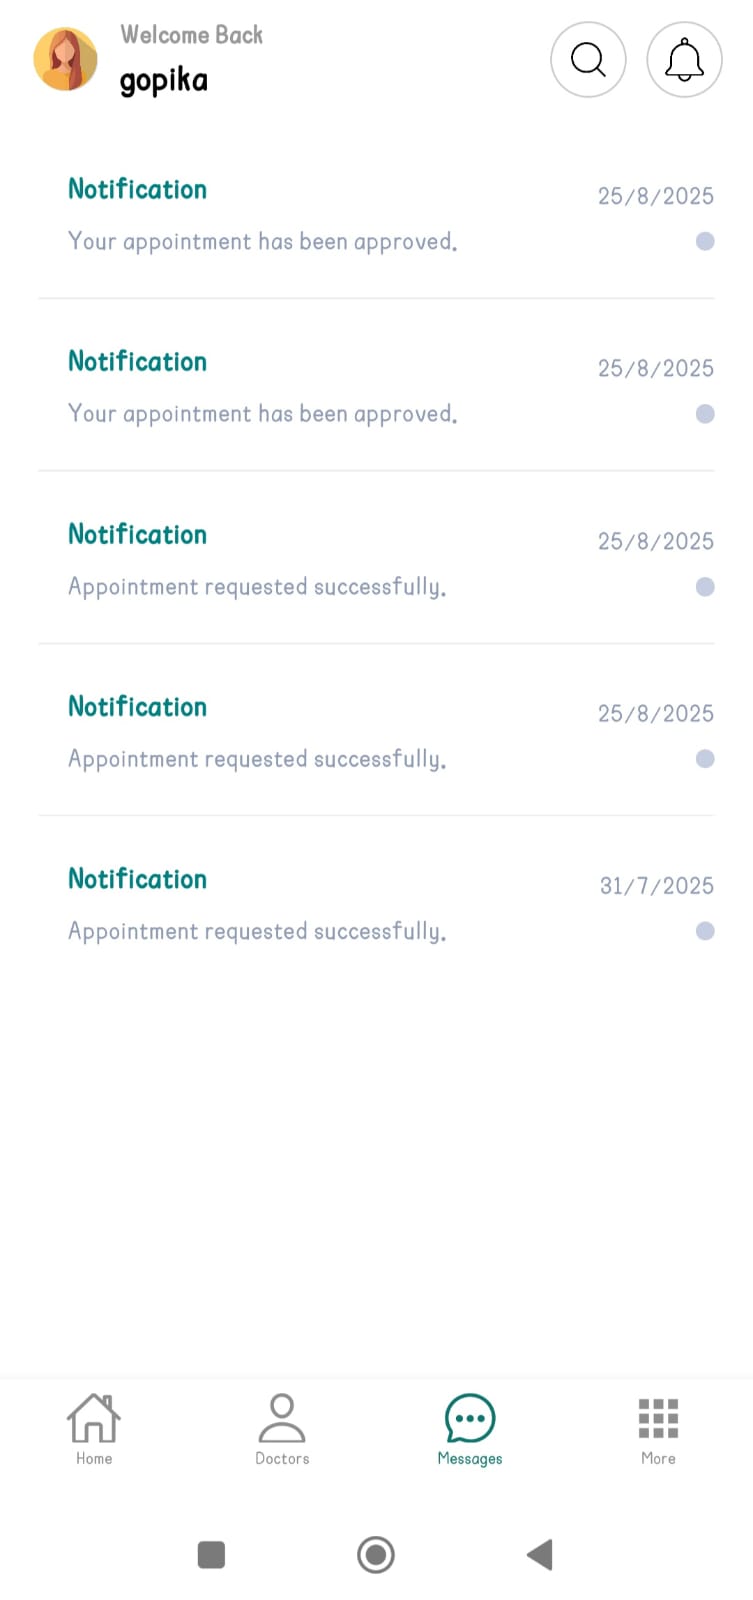 Welcome Back
gopika
Notification
25/8/2025
Your appointment has been approved.
Notification
25/8/2025
Your appointment has been approved.
Notification
25/8/2025
Appointment requested successfully.
Notification
25/8/2025
Appointment requested successfully.
Notification
31/7/2025
Appointment requested successfully.
Home
Doctors
Messages
More